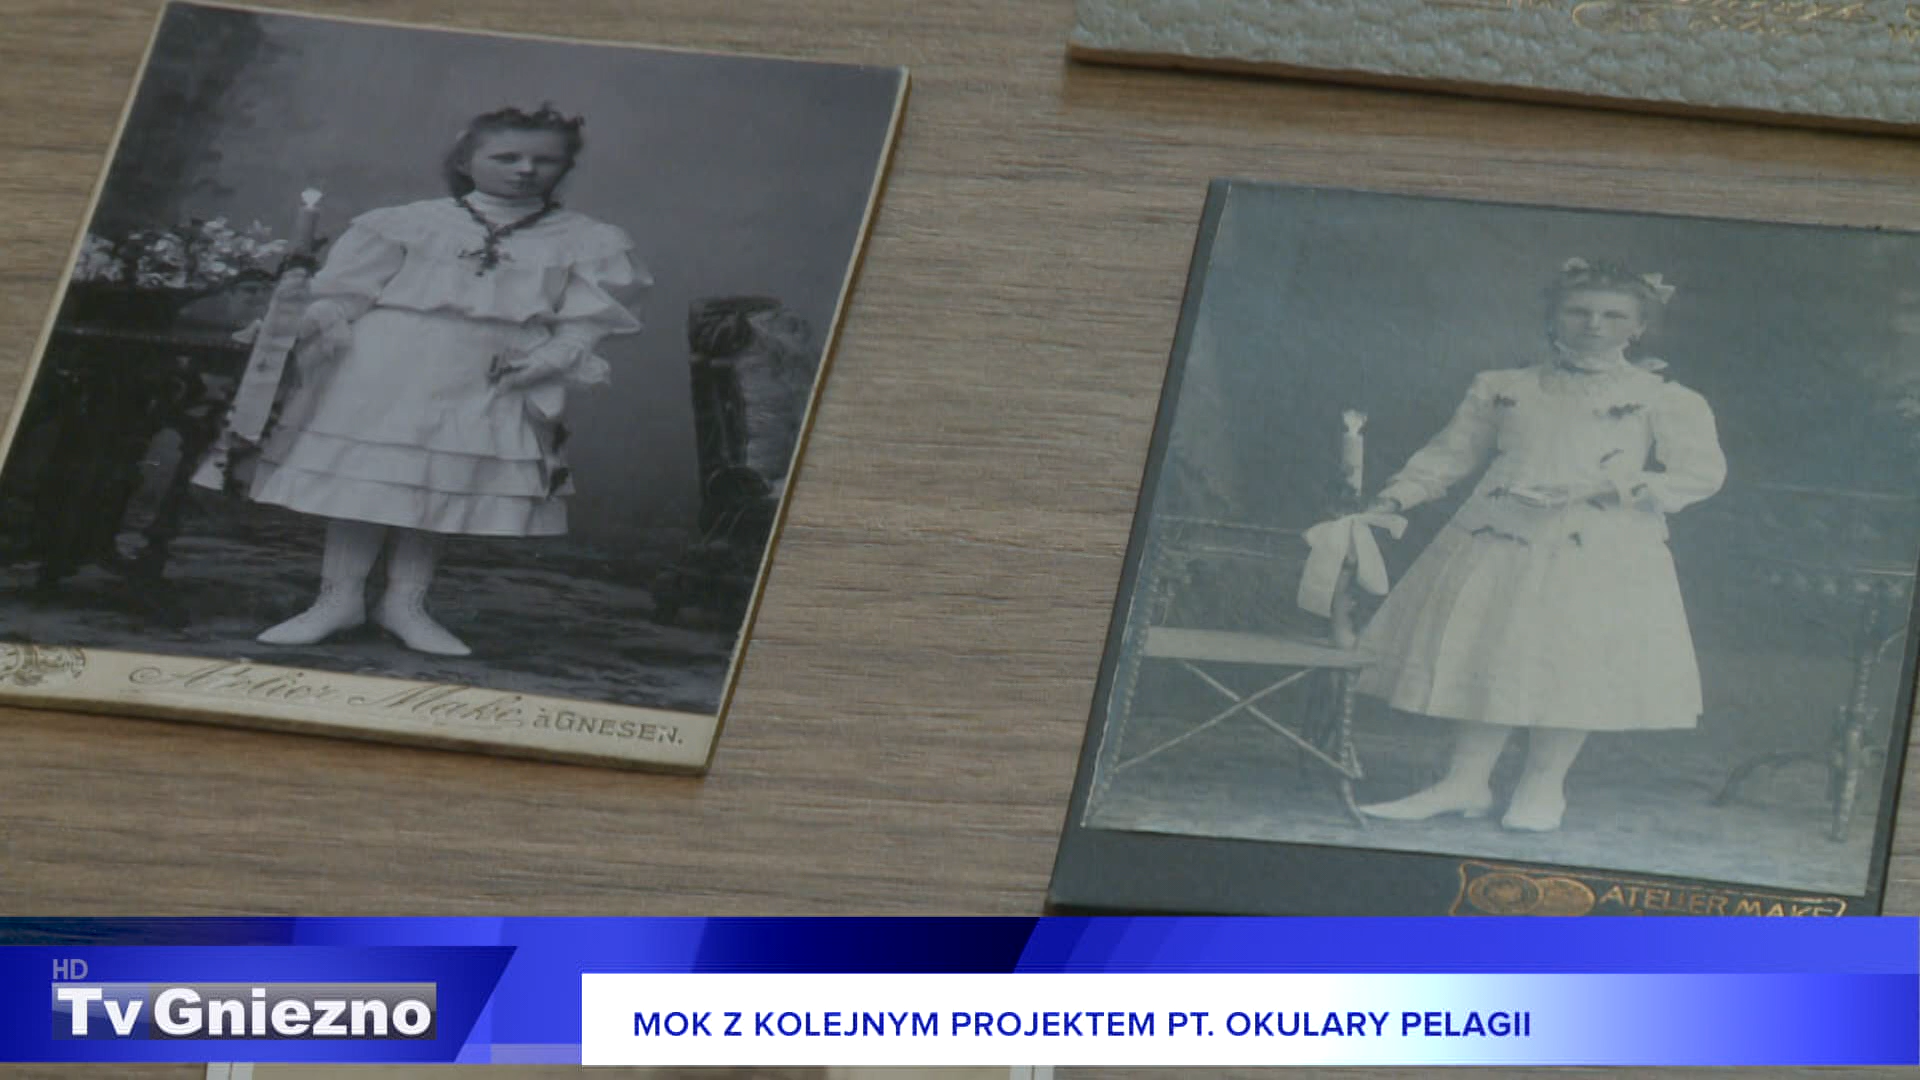 Atelier Make, à GNESEN.
ATELIER MAKE
HD
Tv Gniezno
MOK Z KOLEJNYM PROJEKTEM PT. OKULARY PELAGII